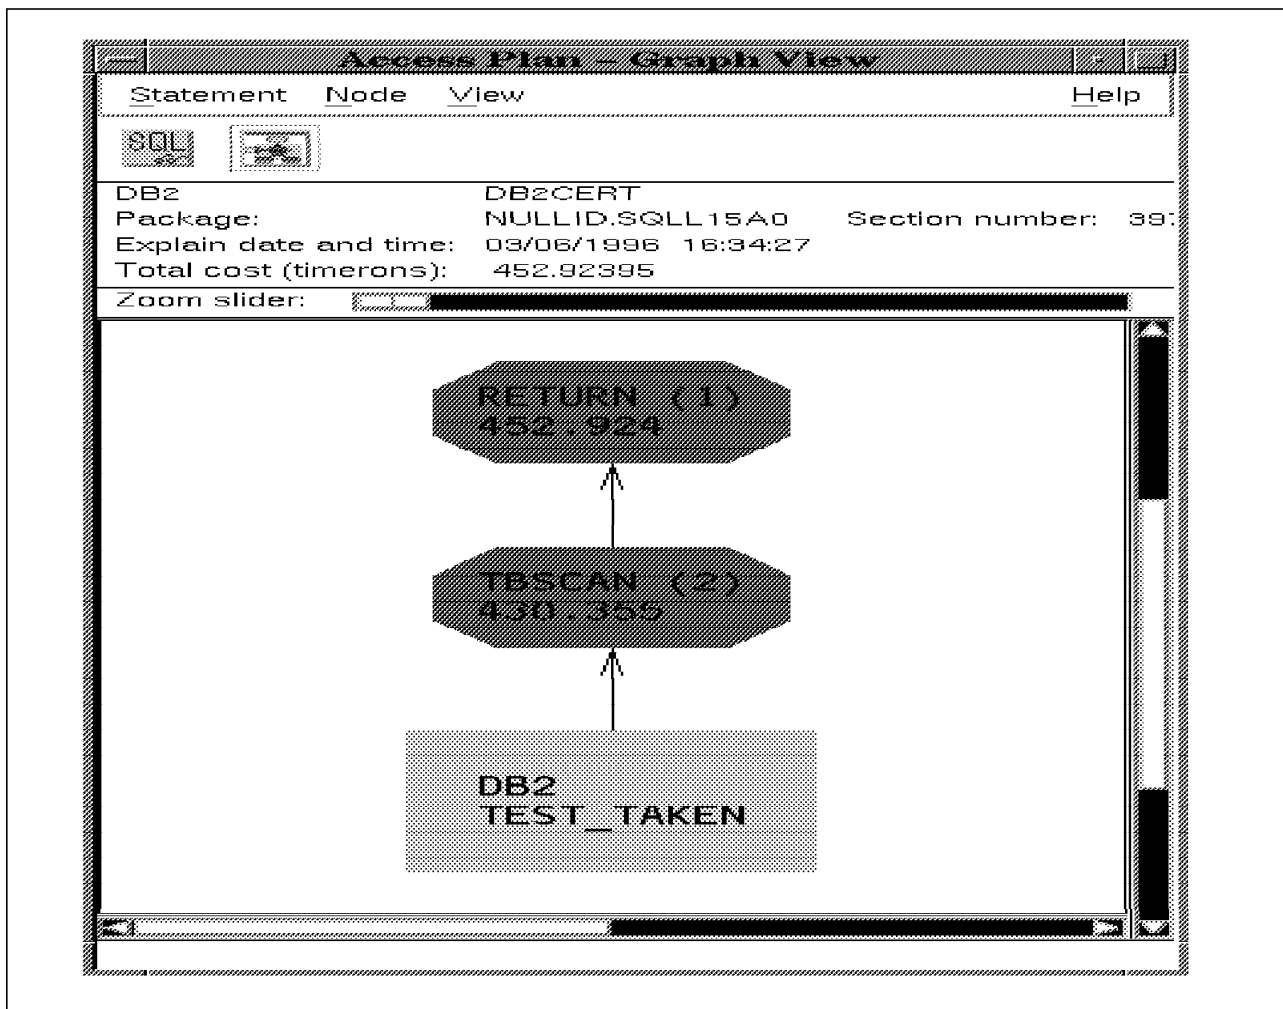 Access Plan - Graph View
Statement Node View Help
SQL
DB2 DB2CERT
Package: NULLID.SQLL15A0 Section number: 397
Explain date and time: 03/06/1996 16:34:27
Total cost (timerons): 452.92395
Zoom slider:
RETURN (1)
452.924
TBSCAN (2)
430.355
DB2
TEST_TAKEN